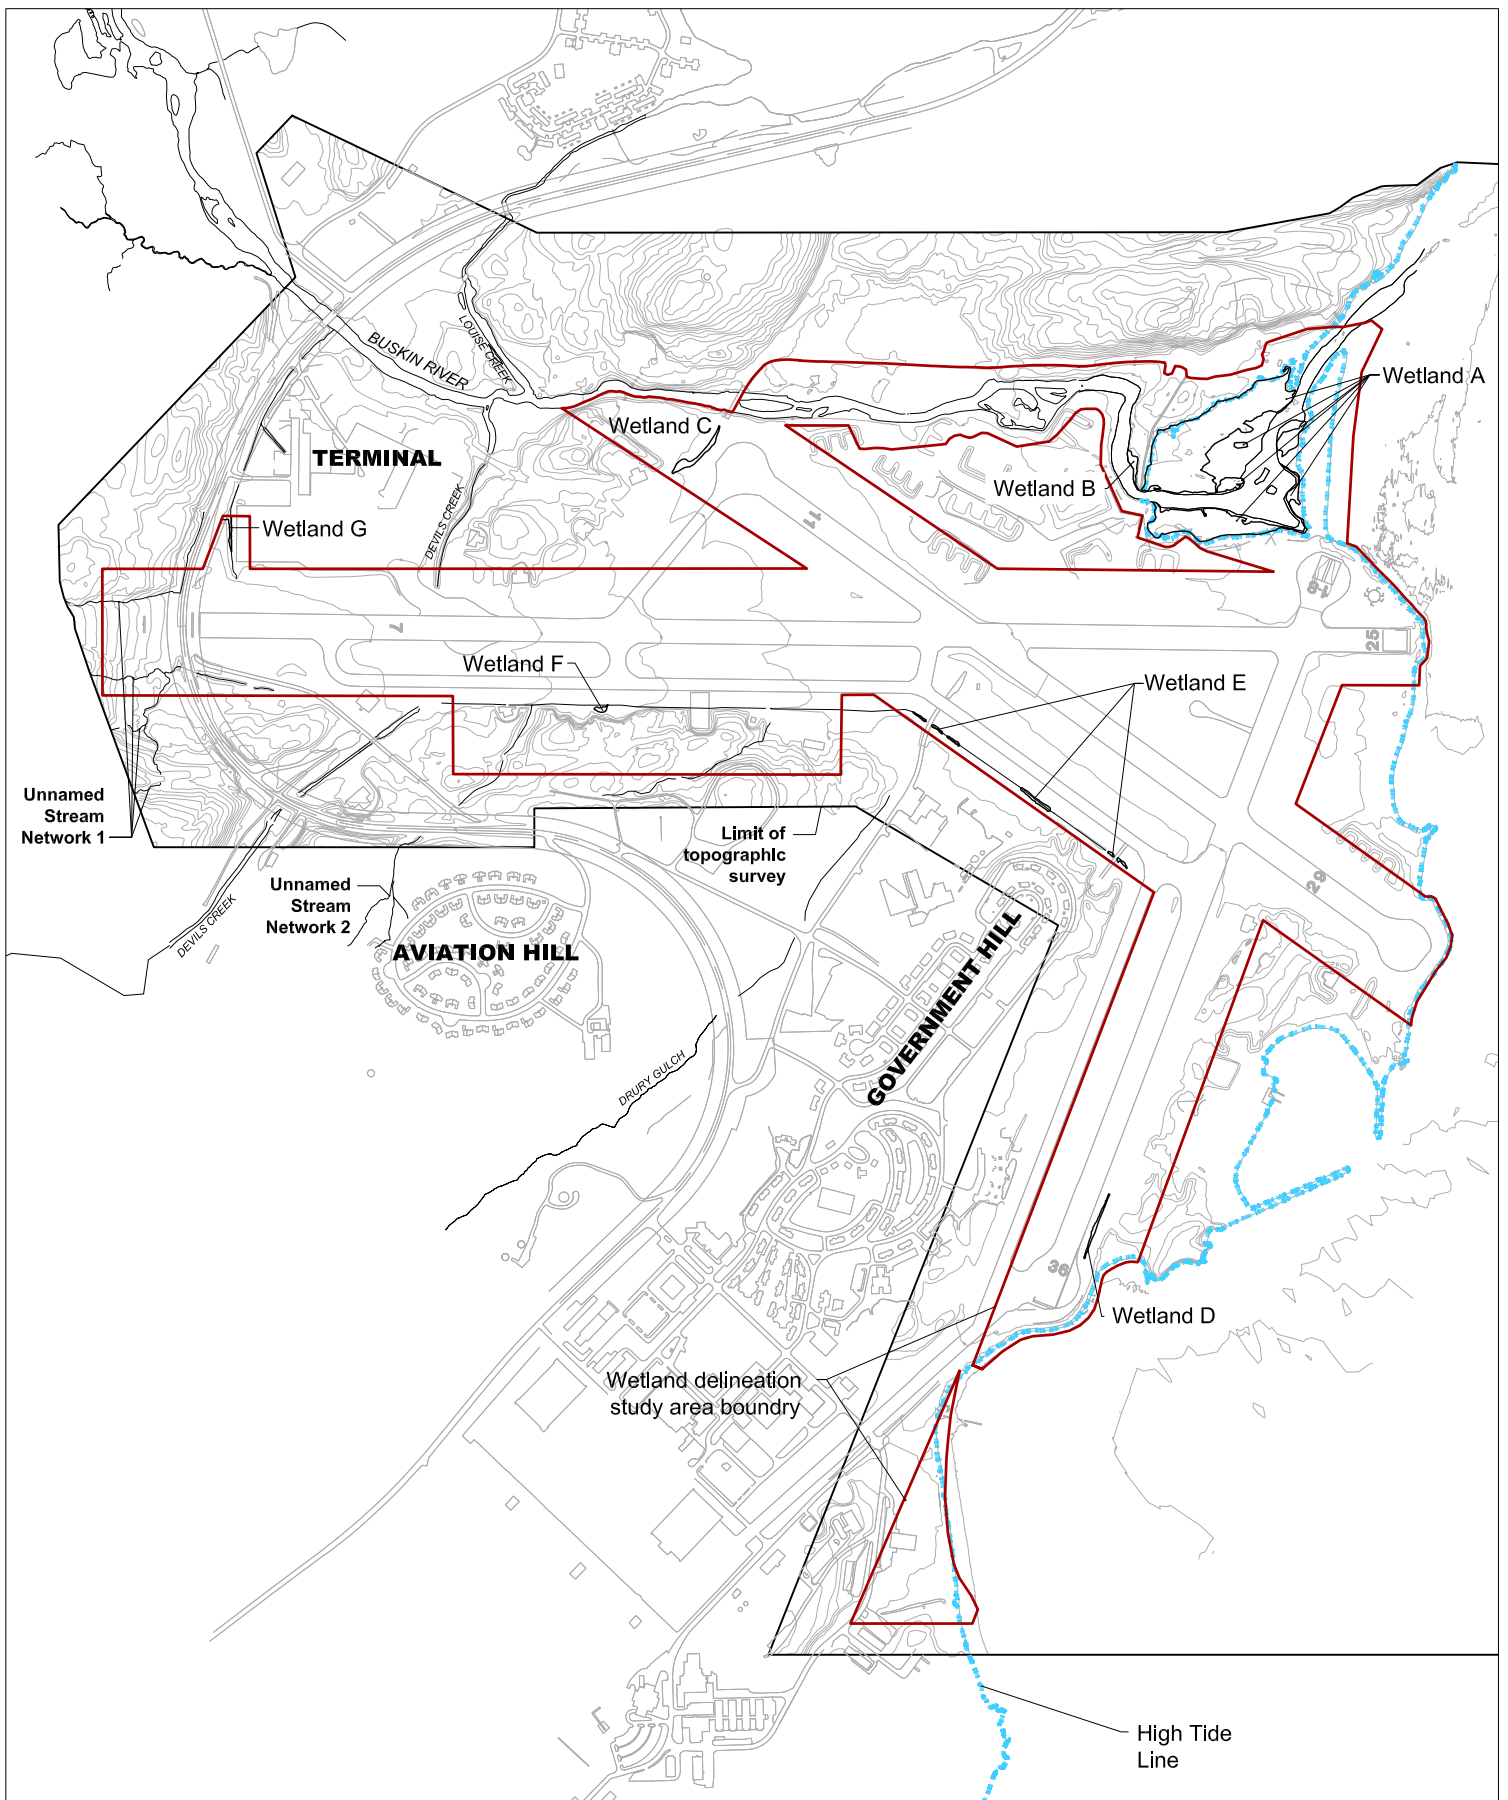 BUSKIN RIVER
LOUISE CREEK
Wetland A
Wetland C
TERMINAL
Wetland B
DEVILS CREEK
Wetland G
11
18
7
25
Wetland F
Wetland E
Unnamed
Stream
Network 1
Limit of
topographic
survey
Unnamed
Stream
Network 2
29
DEVILS CREEK
AVIATION HILL
GOVERNMENT HILL
DRURY GULCH
36
Wetland D
Wetland delineation
study area boundry
High Tide
Line